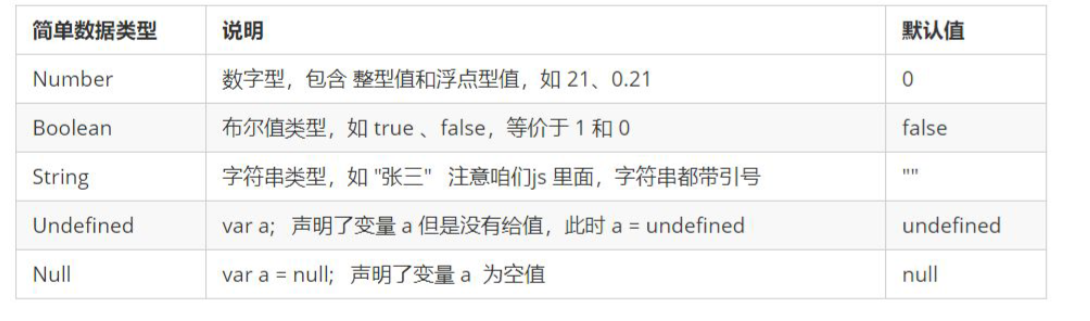 简单数据类型 说明 默认值
Number 数字型，包含 整型值和浮点型值，如 21、0.21 0
Boolean 布尔值类型，如 true 、false，等价于 1 和 0 false
String 字符串类型，如 "张三" 注意咱们js 里面，字符串都带引号 ""
Undefined var a; 声明了变量 a 但是没有给值，此时 a = undefined undefined
Null var a = null; 声明了变量 a 为空值 null